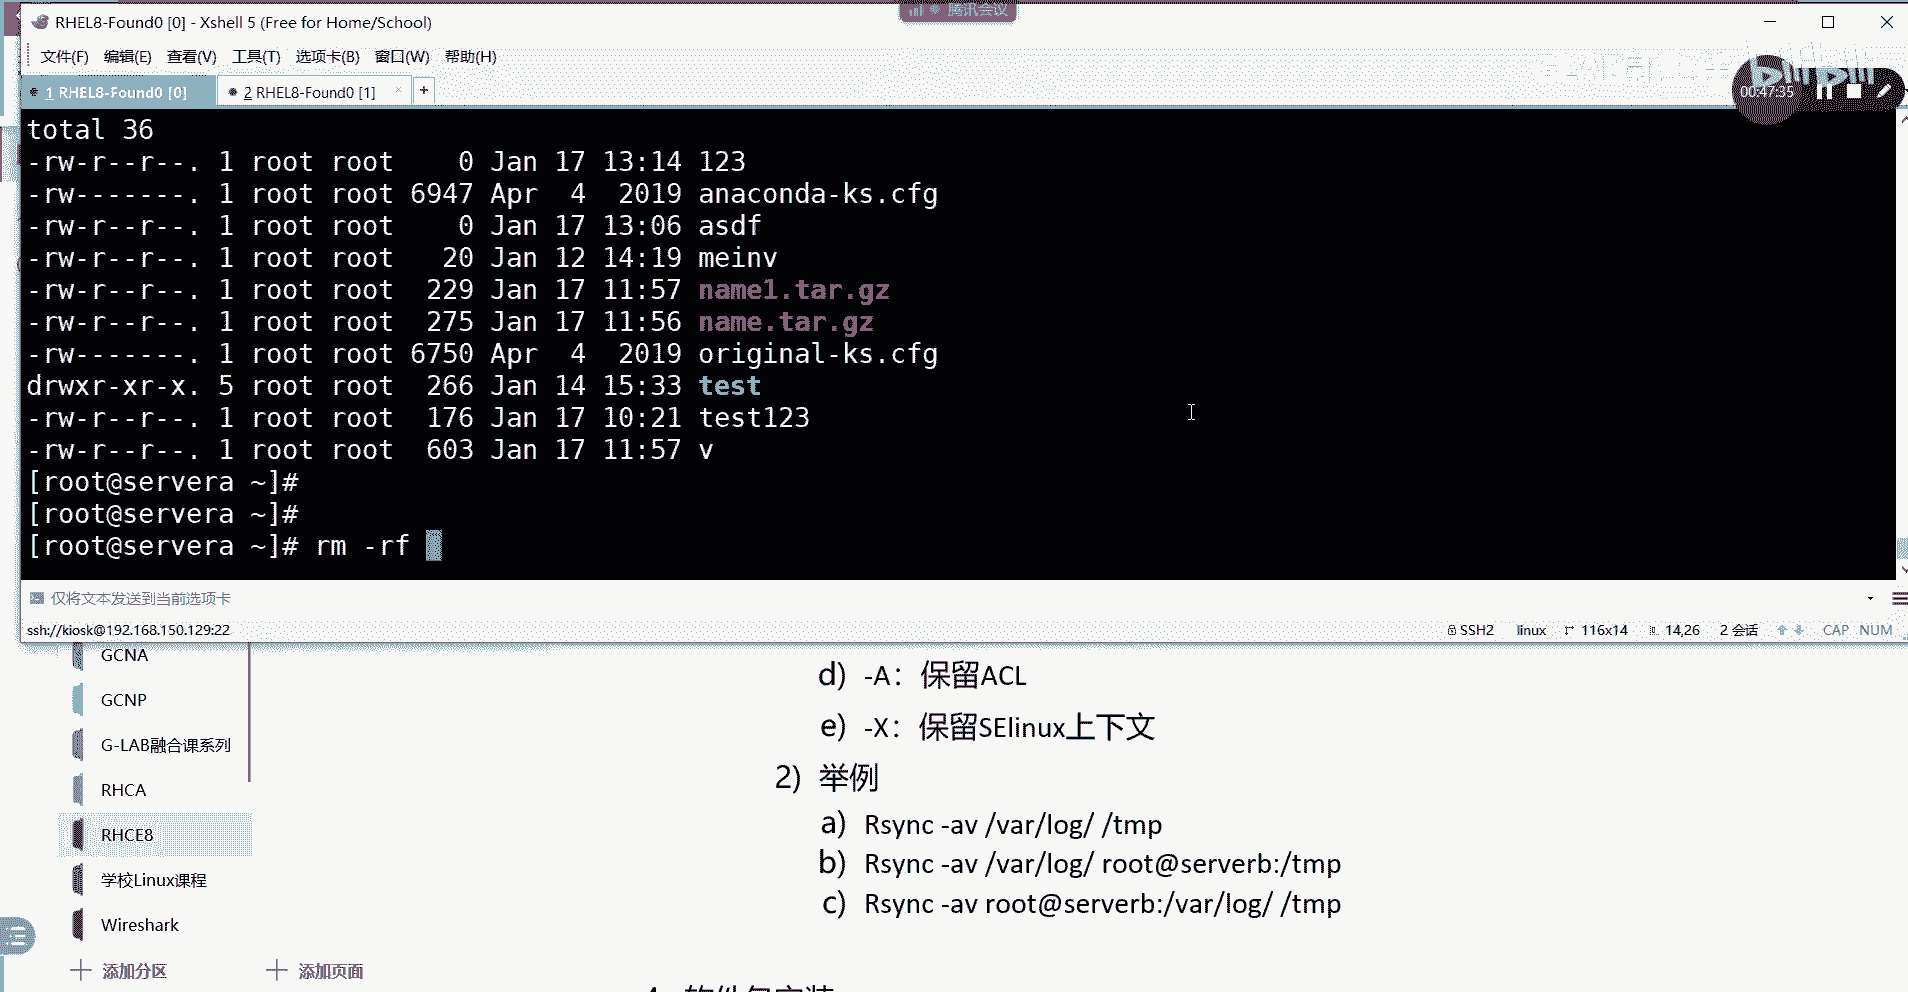 腾讯会议
RHEL8-Found0 [0] - Xshell 5 (Free for Home/School)
文件(F) 编辑(E) 查看(V) 工具(T) 选项卡(B) 窗口(W) 帮助(H)
1 RHEL8-Found0 [0] 2 RHEL8-Found0 [1] × +
bilibili
00:47:35
total 36
-rw-r--r--. 1 root root    0 Jan 17 13:14 123
-rw-------. 1 root root 6947 Apr  4  2019 anaconda-ks.cfg
-rw-r--r--. 1 root root    0 Jan 17 13:06 asdf
-rw-r--r--. 1 root root   20 Jan 12 14:19 meinv
-rw-r--r--. 1 root root  229 Jan 17 11:57 name1.tar.gz
-rw-r--r--. 1 root root  275 Jan 17 11:56 name.tar.gz
-rw-------. 1 root root 6750 Apr  4  2019 original-ks.cfg
drwxr-xr-x. 5 root root  266 Jan 14 15:33 test
-rw-r--r--. 1 root root  176 Jan 17 10:21 test123
-rw-r--r--. 1 root root  603 Jan 17 11:57 v
[root@servera ~]#
[root@servera ~]#
[root@servera ~]# rm -rf
仅将文本发送到当前选项卡
ssh://kiosk@192.168.150.129:22 SSH2 linux 116x14 14,26 2 会话 CAP NUM
GCNA
GCNP
G-LAB融合课系列
RHCA
RHCE8
学校Linux课程
Wireshark
添加分区 添加页面
d) -A：保留ACL
e) -X：保留SElinux上下文
2) 举例
a) Rsync -av /var/log/ /tmp
b) Rsync -av /var/log/ root@serverb:/tmp
c) Rsync -av root@serverb:/var/log/ /tmp